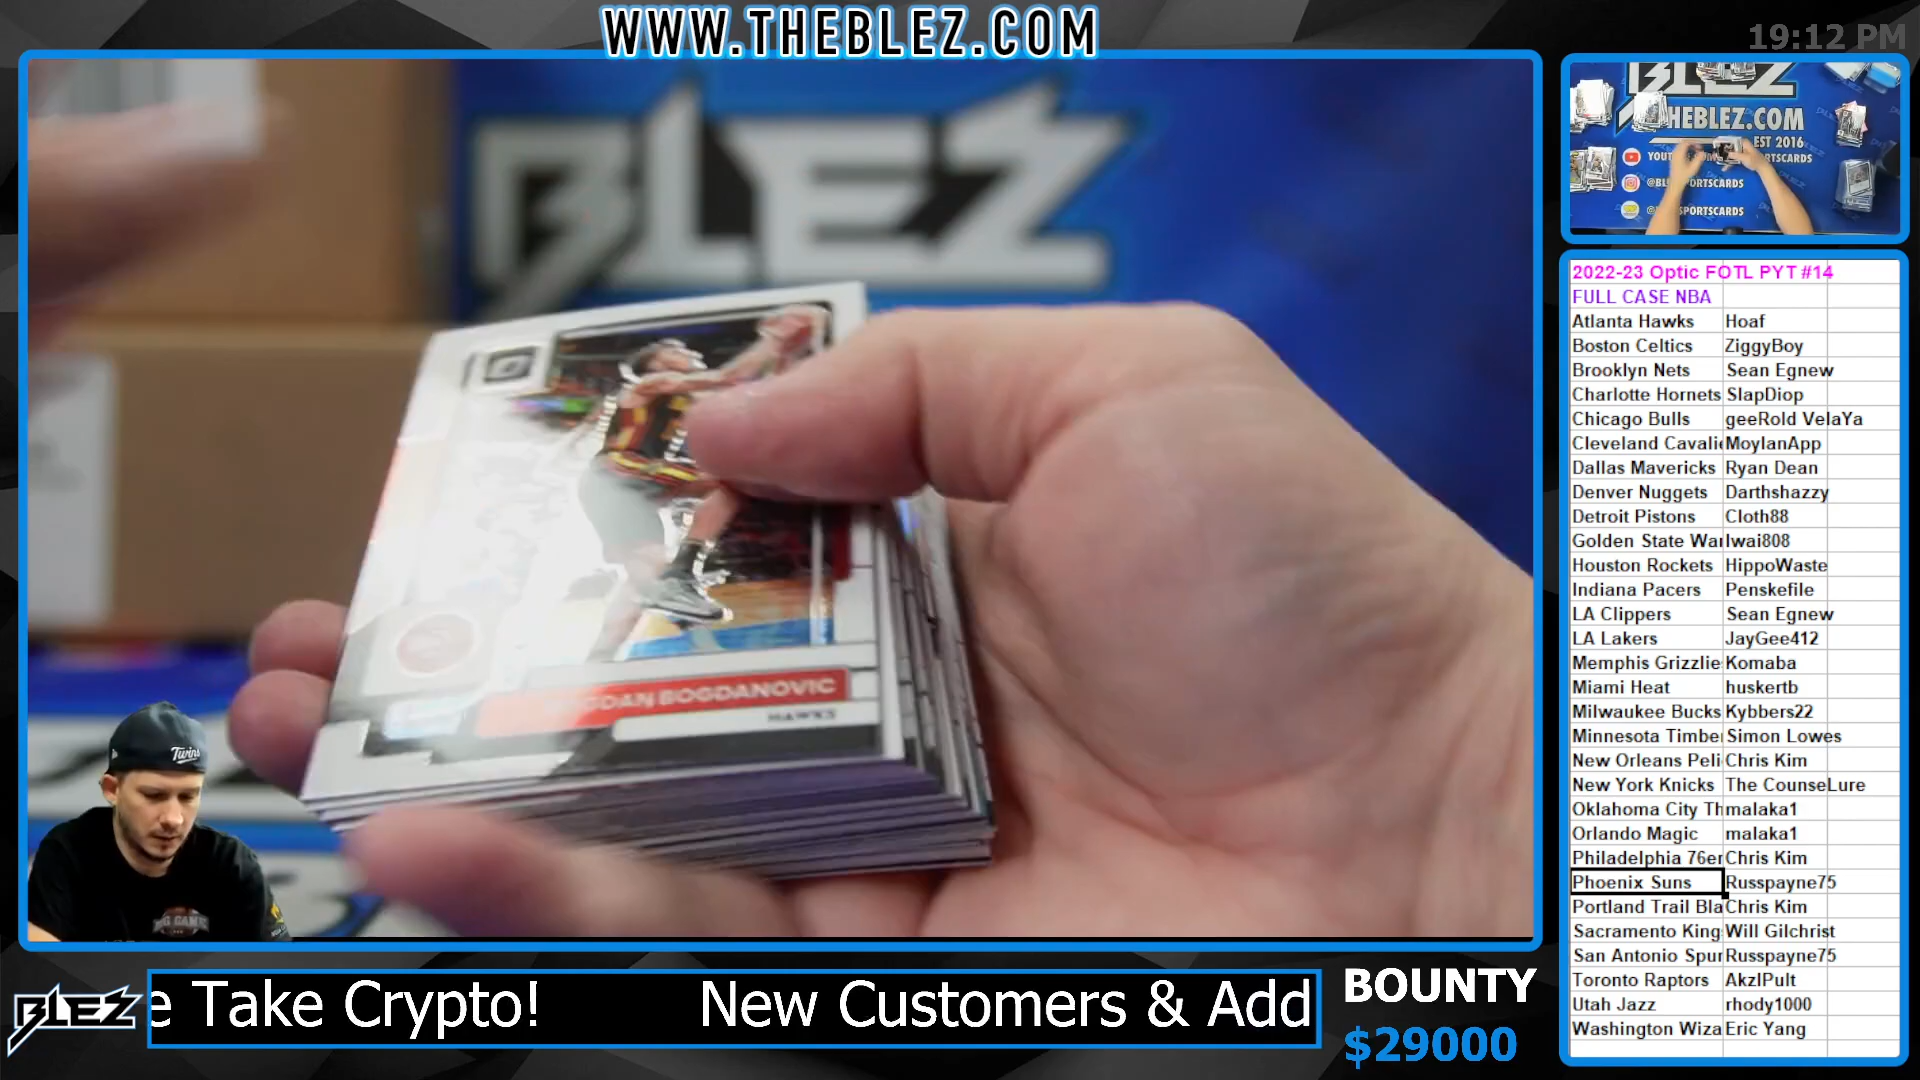 WWW.THEBLEZ.COM
19:12 PM
BLEZ
BOGDANOVIC
HAWKS
Twins
BLEZ
THEBLEZ.COM
EST 2016
2022-23 Optic FOTL PYT #14
FULL CASE NBA
Atlanta Hawks Hoaf
Boston Celtics ZiggyBoy
Brooklyn Nets Sean Egnew
Charlotte Hornets SlapDiop
Chicago Bulls geeRold VelaYa
Cleveland Cavalie MoylanApp
Dallas Mavericks Ryan Dean
Denver Nuggets Darthshazzy
Detroit Pistons Cloth88
Golden State War lwai808
Houston Rockets HippoWaste
Indiana Pacers Penskefile
LA Clippers Sean Egnew
LA Lakers JayGee412
Memphis Grizzlie Komaba
Miami Heat huskertb
Milwaukee Bucks Kybbers22
Minnesota Timbe Simon Lowes
New Orleans Peli Chris Kim
New York Knicks The CounseLure
Oklahoma City Th malaka1
Orlando Magic malaka1
Philadelphia 76er Chris Kim
Phoenix Suns Russpayne75
Portland Trail Bla Chris Kim
Sacramento King Will Gilchrist
San Antonio Spur Russpayne75
Toronto Raptors AkzlPult
Utah Jazz rhody1000
Washington Wiza Eric Yang
BLEZ
e Take Crypto! New Customers & Add
BOUNTY
$29000